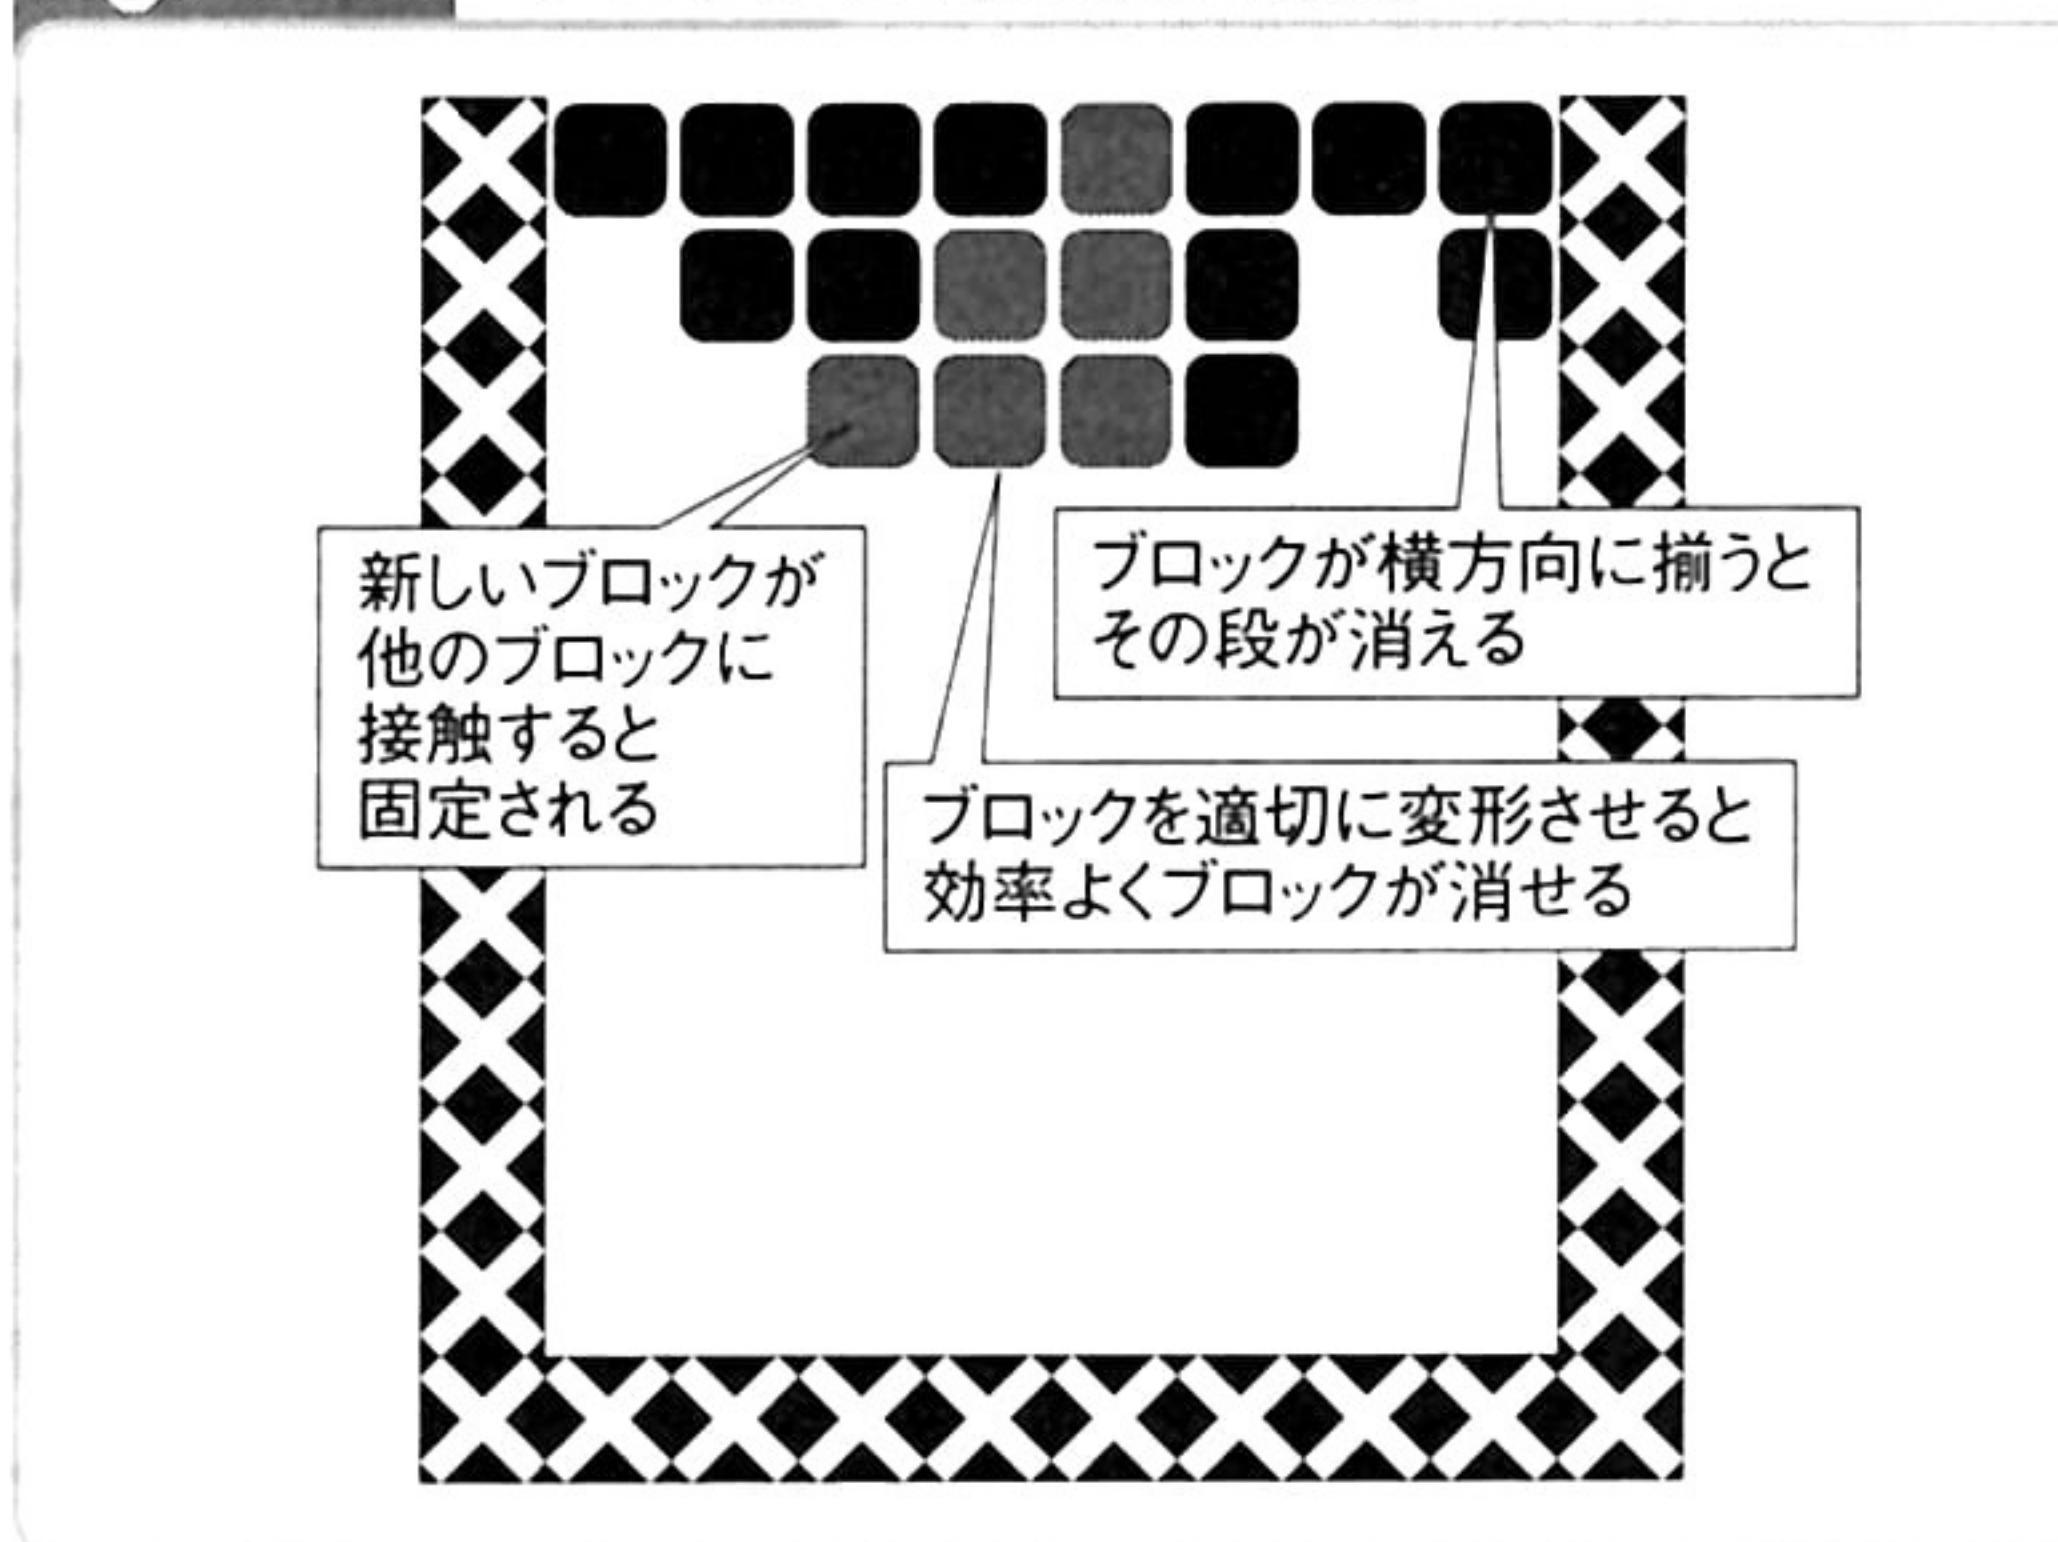 新しいブロックが
他のブロックに
接触すると
固定される
ブロックが横方向に揃うと
その段が消える
ブロックを適切に変形させると
効率よくブロックが消せる